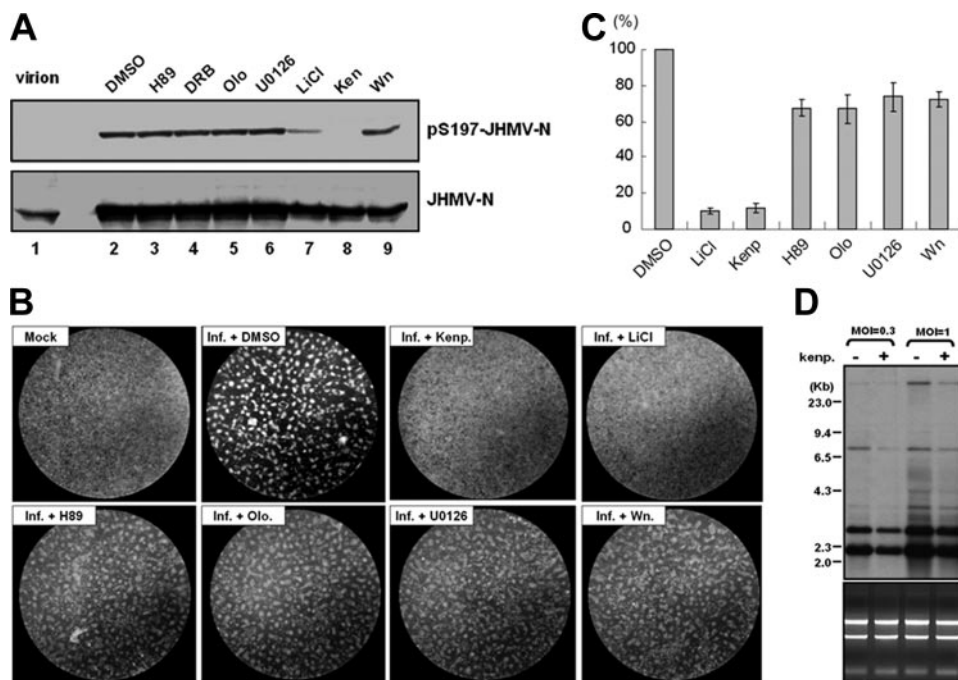 A
virion
DMSO
H89
DRB
Olo
U0126
LiCl
Ken
Wn
pS197-JHMV-N
JHMV-N
1 2 3 4 5 6 7 8 9
B
Mock
Inf. + DMSO
Inf. + Kenp.
Inf. + LiCl
Inf. + H89
Inf. + Olo.
Inf. + U0126
Inf. + Wn.
C (%)
100
80
60
40
20
0
DMSO
LiCl
Kenp
H89
Olo
U0126
Wn
D
MOI=0.3 MOI=1
kenp. - + - +
(Kb)
23.0
9.4
6.5
4.3
2.3
2.0